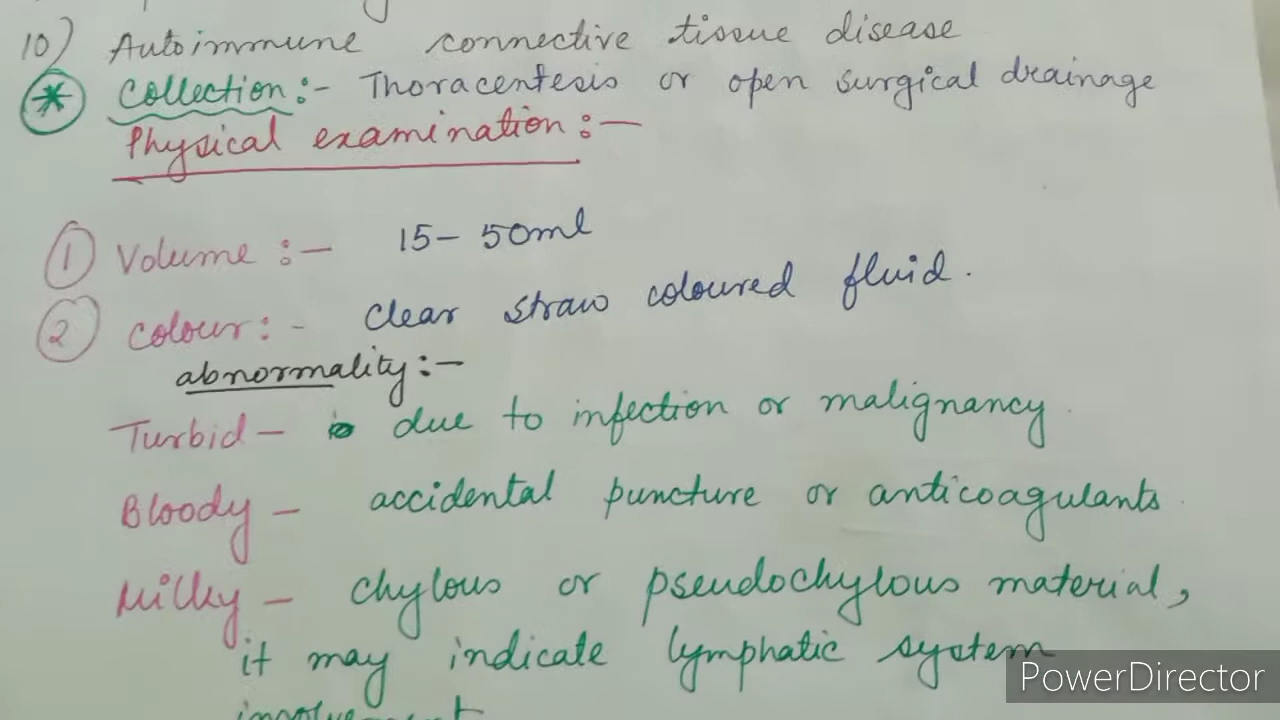 10) Autoimmune connective tissue disease
* Collection:- Thoracentesis or open surgical drainage
Physical examination:-
1 Volume:- 15-50ml
2 Colour:- Clear straw coloured fluid.
abnormality:-
Turbid - due to infection or malignancy.
Bloody - accidental puncture or anticoagulants.
Milky - chylous or pseudochylous material,
it may indicate lymphatic system
involvement
PowerDirector